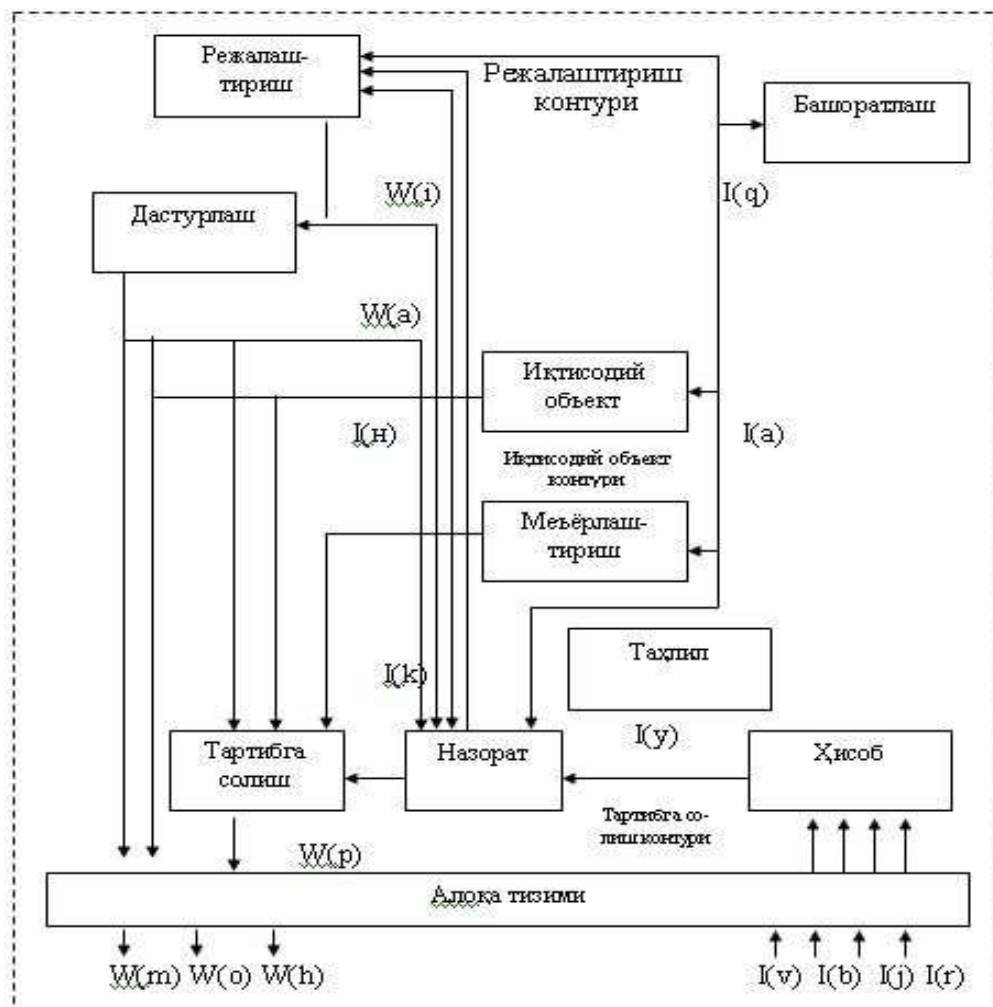 Режалаш-
тириш
Режалаштириш
контури
Башоратлаш
W(i)
I(q)
Дастурлаш
W(a)
Иқтисодий
объект
I(н)
I(a)
Иқтисодий объект
контури
Меъёрлаш-
тириш
Таҳлил
I(k)
I(y)
Тартибга
солиш
Назорат
Ҳисоб
Тартибга со-
лиш контури
W(p)
Алоқа тизими
W(m) W(o) W(h) I(v) I(b) I(j) I(r)